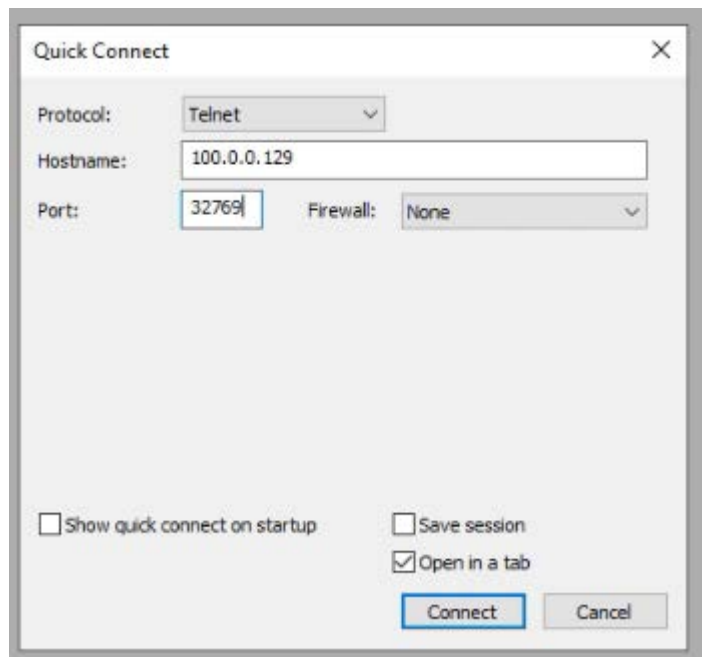 Quick Connect
Protocol: Telnet
Hostname: 100.0.0.129
Port: 32769 Firewall: None
Show quick connect on startup Save session
Open in a tab
Connect Cancel